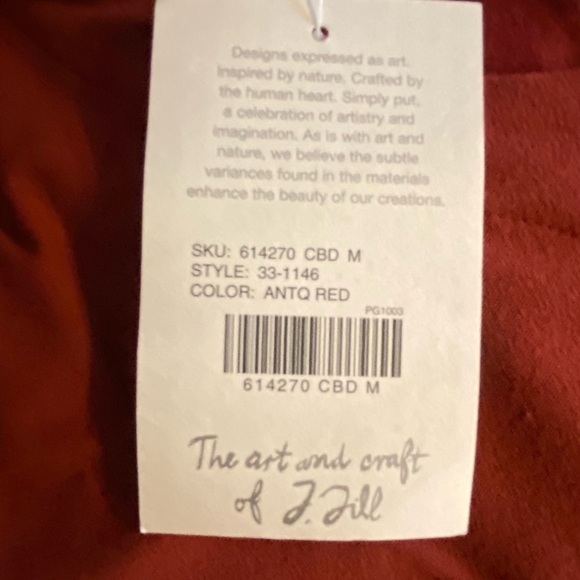 Designs expressed as art.
Inspired by nature. Crafted by
the human heart. Simply put,
a celebration of artistry and
imagination. As is with art and
nature, we believe the subtle
variances found in the materials
enhance the beauty of our creations.
SKU: 614270 CBD M
STYLE: 33-1146
COLOR: ANTQ RED
PG1003
614270 CBD M
The art and craft
of J. Jill